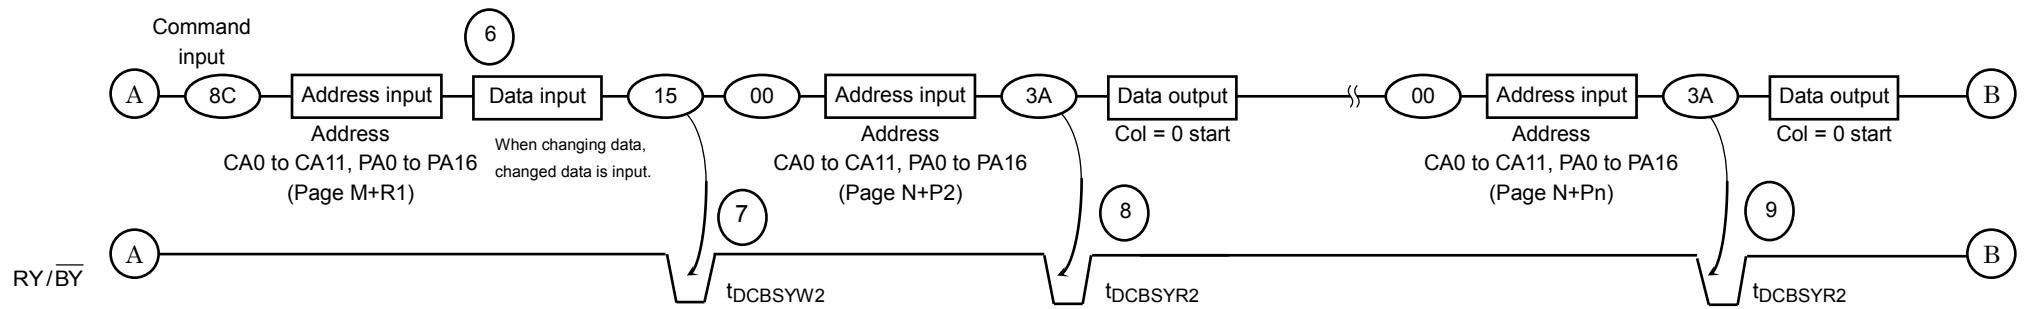 Command
input
6
A 8C Address input Data input 15 00 Address input 3A Data output 00 Address input 3A Data output B
Address
CA0 to CA11, PA0 to PA16
(Page M+R1)
When changing data,
changed data is input.
Address
CA0 to CA11, PA0 to PA16
(Page N+P2)
Col = 0 start
Address
CA0 to CA11, PA0 to PA16
(Page N+Pn)
Col = 0 start
7
8
9
A
B
RY/BY
tDCBSYW2
tDCBSYR2
tDCBSYR2